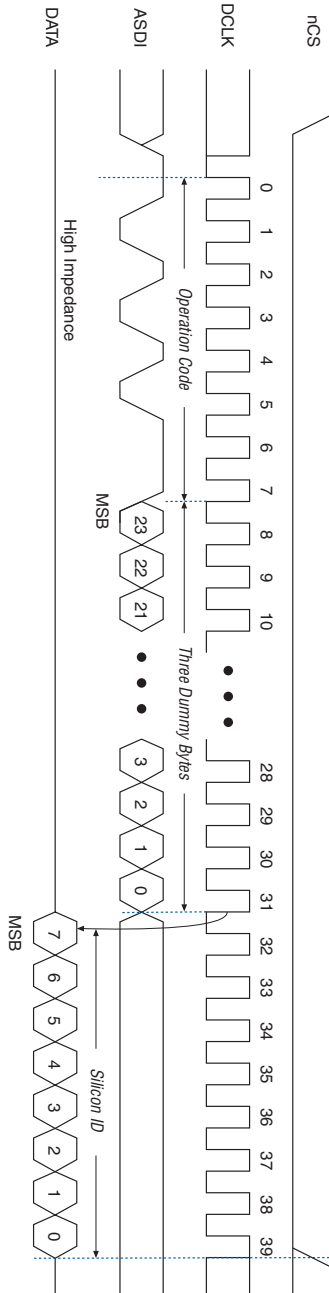 nCS
0 1 2 3 4 5 6 7 8 9 10 28 29 30 31 32 33 34 35 36 37 38 39
DCLK
Operation Code
Three Dummy Bytes
ASDI
23 22 21 3 2 1 0
MSB
Silicon ID
High Impedance
DATA
7 6 5 4 3 2 1 0
MSB